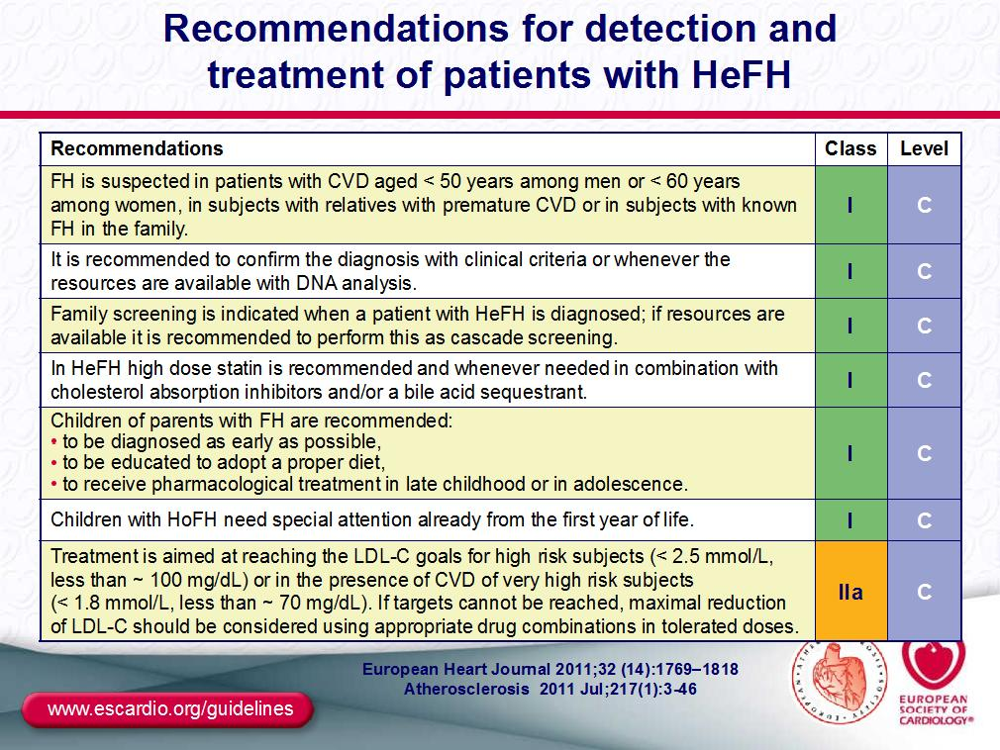 Recommendations for detection and
treatment of patients with HeFH
Recommendations Class Level
FH is suspected in patients with CVD aged < 50 years among men or < 60 years
among women, in subjects with relatives with premature CVD or in subjects with known
FH in the family.
I C
It is recommended to confirm the diagnosis with clinical criteria or whenever the
resources are available with DNA analysis.
I C
Family screening is indicated when a patient with HeFH is diagnosed; if resources are
available it is recommended to perform this as cascade screening.
I C
In HeFH high dose statin is recommended and whenever needed in combination with
cholesterol absorption inhibitors and/or a bile acid sequestrant.
I C
Children of parents with FH are recommended:
• to be diagnosed as early as possible,
• to be educated to adopt a proper diet,
• to receive pharmacological treatment in late childhood or in adolescence.
I C
Children with HoFH need special attention already from the first year of life.
I C
Treatment is aimed at reaching the LDL-C goals for high risk subjects (< 2.5 mmol/L,
less than ~ 100 mg/dL) or in the presence of CVD of very high risk subjects
(< 1.8 mmol/L, less than ~ 70 mg/dL). If targets cannot be reached, maximal reduction
of LDL-C should be considered using appropriate drug combinations in tolerated doses.
IIa C
European Heart Journal 2011;32 (14):1769–1818
Atherosclerosis 2011 Jul;217(1):3-46
www.escardio.org/guidelines
EUROPEAN
SOCIETY OF
CARDIOLOGY®